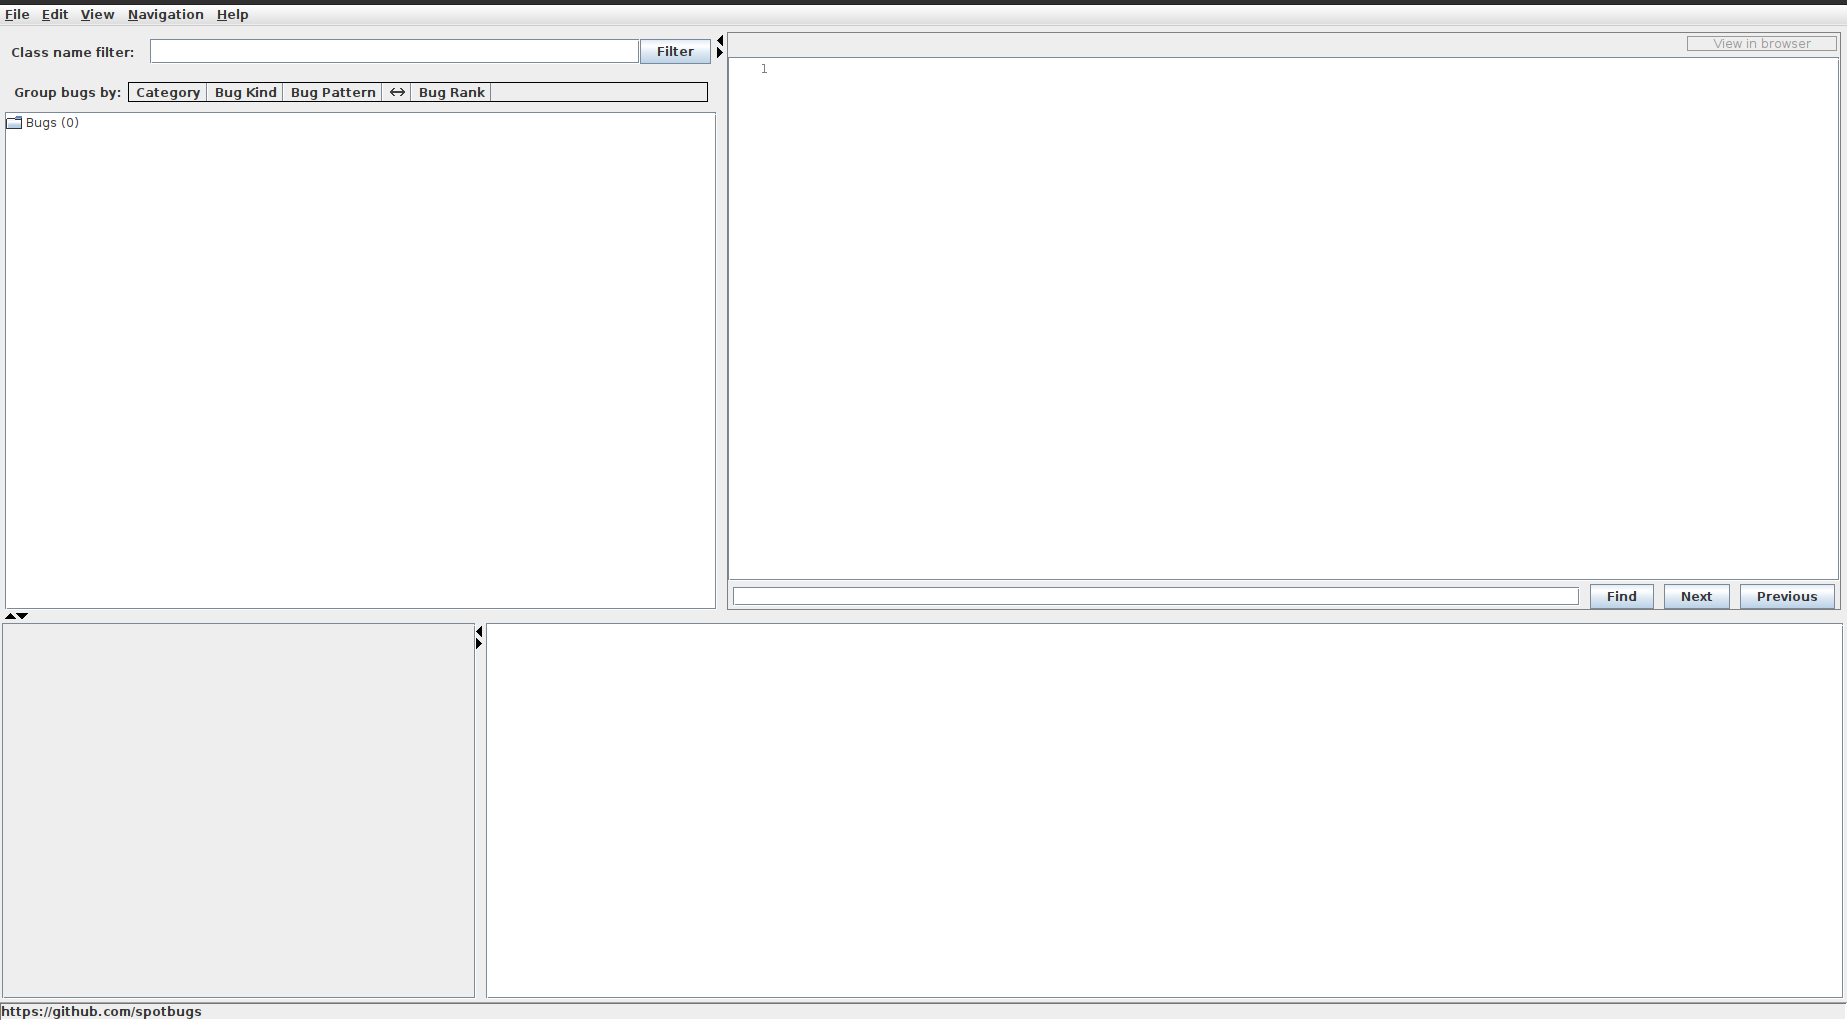 File Edit View Navigation Help
Class name filter: Filter
Group bugs by: Category Bug Kind Bug Pattern ↔ Bug Rank
Bugs (0)
View in browser
1
Find Next Previous
https://github.com/spotbugs